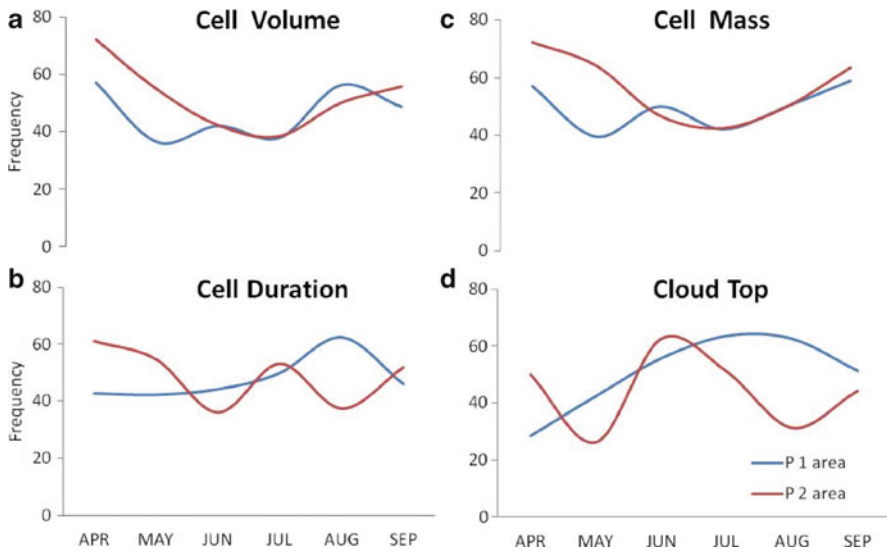 a
Cell Volume
80
60
40
20
0
Frequency
c
Cell Mass
80
60
40
20
0
b
Cell Duration
80
60
40
20
0
Frequency
APR MAY JUN JUL AUG SEP
d
Cloud Top
80
60
40
20
0
P 1 area
P 2 area
APR MAY JUN JUL AUG SEP